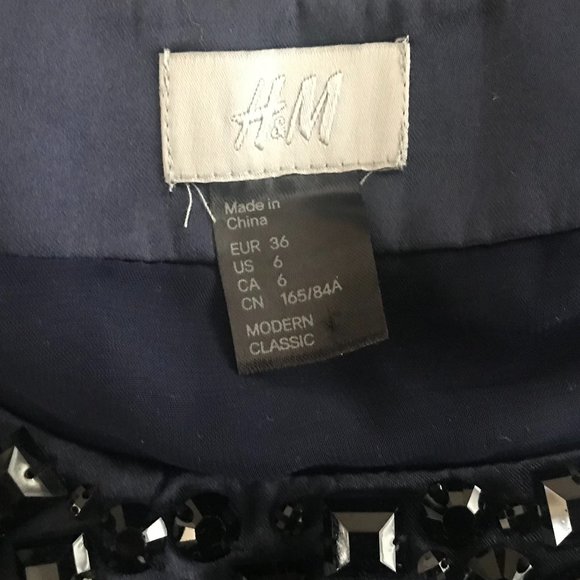 H&M
Made in
China
EUR 36
US 6
CA 6
CN 165/84A
MODERN
CLASSIC